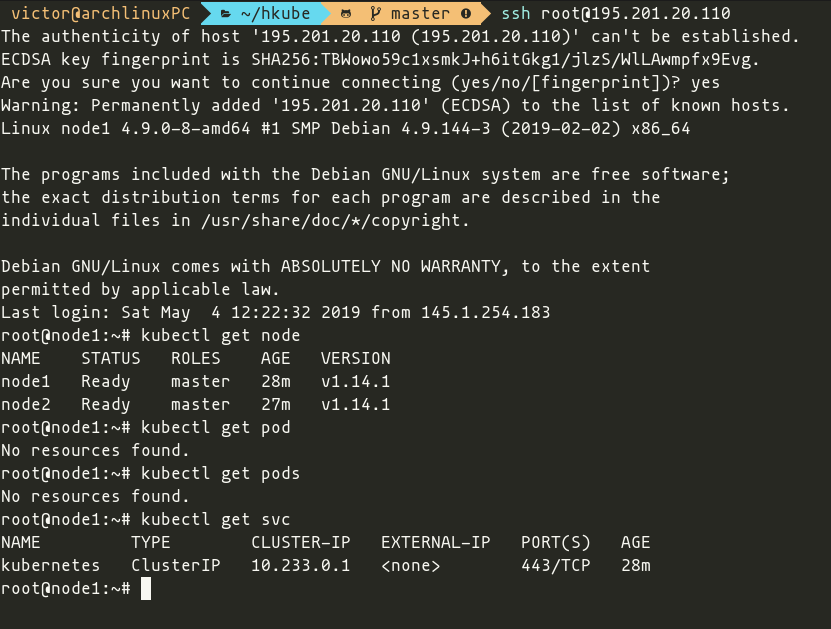 victor@archlinuxPC ~/hkube master ssh root@195.201.20.110
The authenticity of host '195.201.20.110 (195.201.20.110)' can't be established.
ECDSA key fingerprint is SHA256:TBWowo59c1xsmkJ+h6itGkg1/jlzS/WlLAwmpfx9Evg.
Are you sure you want to continue connecting (yes/no/[fingerprint])? yes
Warning: Permanently added '195.201.20.110' (ECDSA) to the list of known hosts.
Linux node1 4.9.0-8-amd64 #1 SMP Debian 4.9.144-3 (2019-02-02) x86_64
The programs included with the Debian GNU/Linux system are free software;
the exact distribution terms for each program are described in the
individual files in /usr/share/doc/*/copyright.
Debian GNU/Linux comes with ABSOLUTELY NO WARRANTY, to the extent
permitted by applicable law.
Last login: Sat May  4 12:22:32 2019 from 145.1.254.183
root@node1:~# kubectl get node
NAME    STATUS   ROLES    AGE   VERSION
node1   Ready    master   28m   v1.14.1
node2   Ready    master   27m   v1.14.1
root@node1:~# kubectl get pod
No resources found.
root@node1:~# kubectl get pods
No resources found.
root@node1:~# kubectl get svc
NAME         TYPE        CLUSTER-IP   EXTERNAL-IP   PORT(S)   AGE
kubernetes   ClusterIP   10.233.0.1   <none>        443/TCP   28m
root@node1:~#